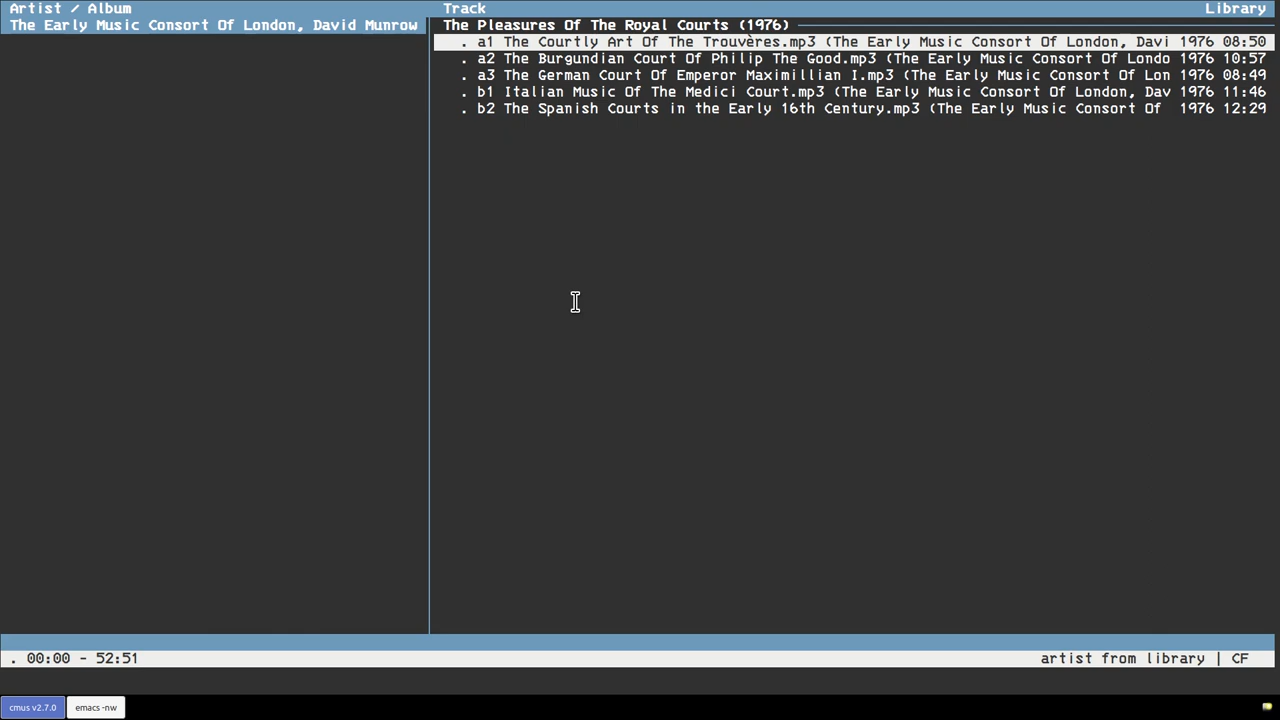 Artist / Album
Track
Library
The Early Music Consort Of London, David Munrow
The Pleasures Of The Royal Courts (1976)
. a1 The Courtly Art Of The Trouvères.mp3 (The Early Music Consort Of London, Davi 1976 08:50
. a2 The Burgundian Court Of Philip The Good.mp3 (The Early Music Consort Of Londo 1976 10:57
. a3 The German Court Of Emperor Maximillian I.mp3 (The Early Music Consort Of Lon 1976 08:49
. b1 Italian Music Of The Medici Court.mp3 (The Early Music Consort Of London, Dav 1976 11:46
. b2 The Spanish Courts in the Early 16th Century.mp3 (The Early Music Consort Of 1976 12:29
. 00:00 - 52:51
artist from library | CF
cmus v2.7.0
emacs -nw